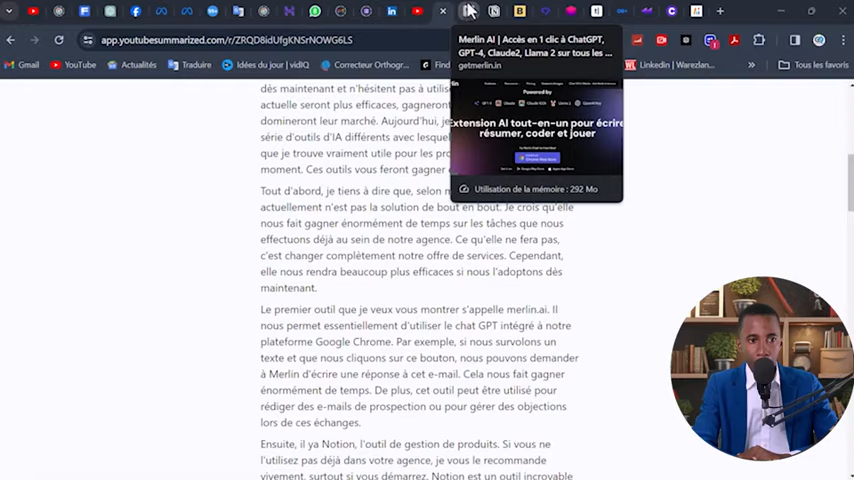 app.youtubesummarized.com/r/ZRQD8idUfgKNSrNOWG6LS
M Gmail
YouTube
Traduction
Idées de vidéo | vidIQ
Correcteur Orthogr...
Find
Linkedin | Warezlan...
Tous les favoris
Merlin AI | Accès en 1 clic à ChatGPT,
GPT-4, Claude2, Llama 2 sur tous les ...
getmerlin.in
Powered by
Extension AI tout-en-un pour écrire
résumer, coder et jouer
Utilisation de la mémoire : 292 Mo
dès maintenant et n'hésitent pas à utilis
actuelle seront plus efficaces, gagneront
domineront leur marché. Aujourd'hui, je
série d'outils d'IA différents avec lesquel
que je trouve vraiment utile pour les pro
moment. Ces outils vous feront gagner
Tout d'abord, je tiens à dire que, selon m
actuellement n'est pas la solution de bout en bout. Je crois qu'elle
nous fait gagner énormément de temps sur les tâches que nous
effectuons déjà au sein de notre agence. Ce qu'elle ne fera pas,
c'est changer complètement notre offre de services. Cependant,
elle nous rendra beaucoup plus efficaces si nous l'adoptons dès
maintenant.
Le premier outil que je veux vous montrer s'appelle merlin.ai. Il
nous permet essentiellement d'utiliser le chat GPT intégré à notre
plateforme Google Chrome. Par exemple, si nous survolons un
texte et que nous cliquons sur ce bouton, nous pouvons demander
à Merlin d'écrire une réponse à cet e-mail. Cela nous fait gagner
énormément de temps. De plus, cet outil peut être utilisé pour
rédiger des e-mails de prospection ou pour gérer des objections
lors de ces échanges.
Ensuite, il ya Notion, l'outil de gestion de produits. Si vous ne
l'utilisez pas déjà dans votre agence, je vous le recommande
vivement, surtout si vous démarrez. Notion est un outil incroyable